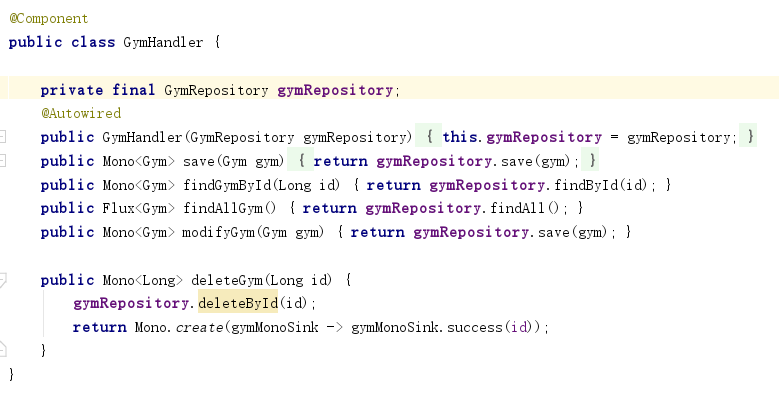 @Component
public class GymHandler {
private final GymRepository gymRepository;
@Autowired
public GymHandler(GymRepository gymRepository) { this.gymRepository = gymRepository; }
public Mono<Gym> save(Gym gym) { return gymRepository.save(gym); }
public Mono<Gym> findGymById(Long id) { return gymRepository.findById(id); }
public Flux<Gym> findAllGym() { return gymRepository.findAll(); }
public Mono<Gym> modifyGym(Gym gym) { return gymRepository.save(gym); }
public Mono<Long> deleteGym(Long id) {
gymRepository.deleteById(id);
return Mono.create(gymMonoSink -> gymMonoSink.success(id));
}
}